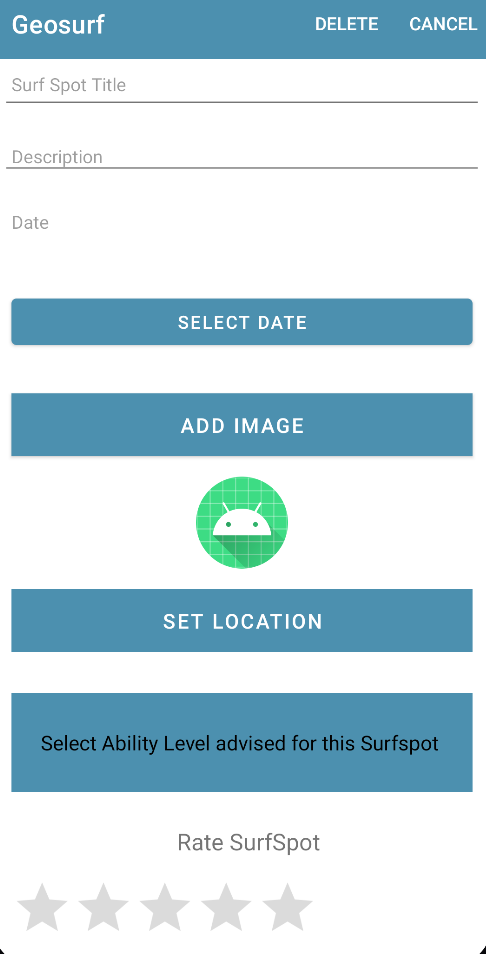 Geosurf DELETE CANCEL
Surf Spot Title
Description
Date
SELECT DATE
ADD IMAGE
SET LOCATION
Select Ability Level advised for this Surfspot
Rate SurfSpot